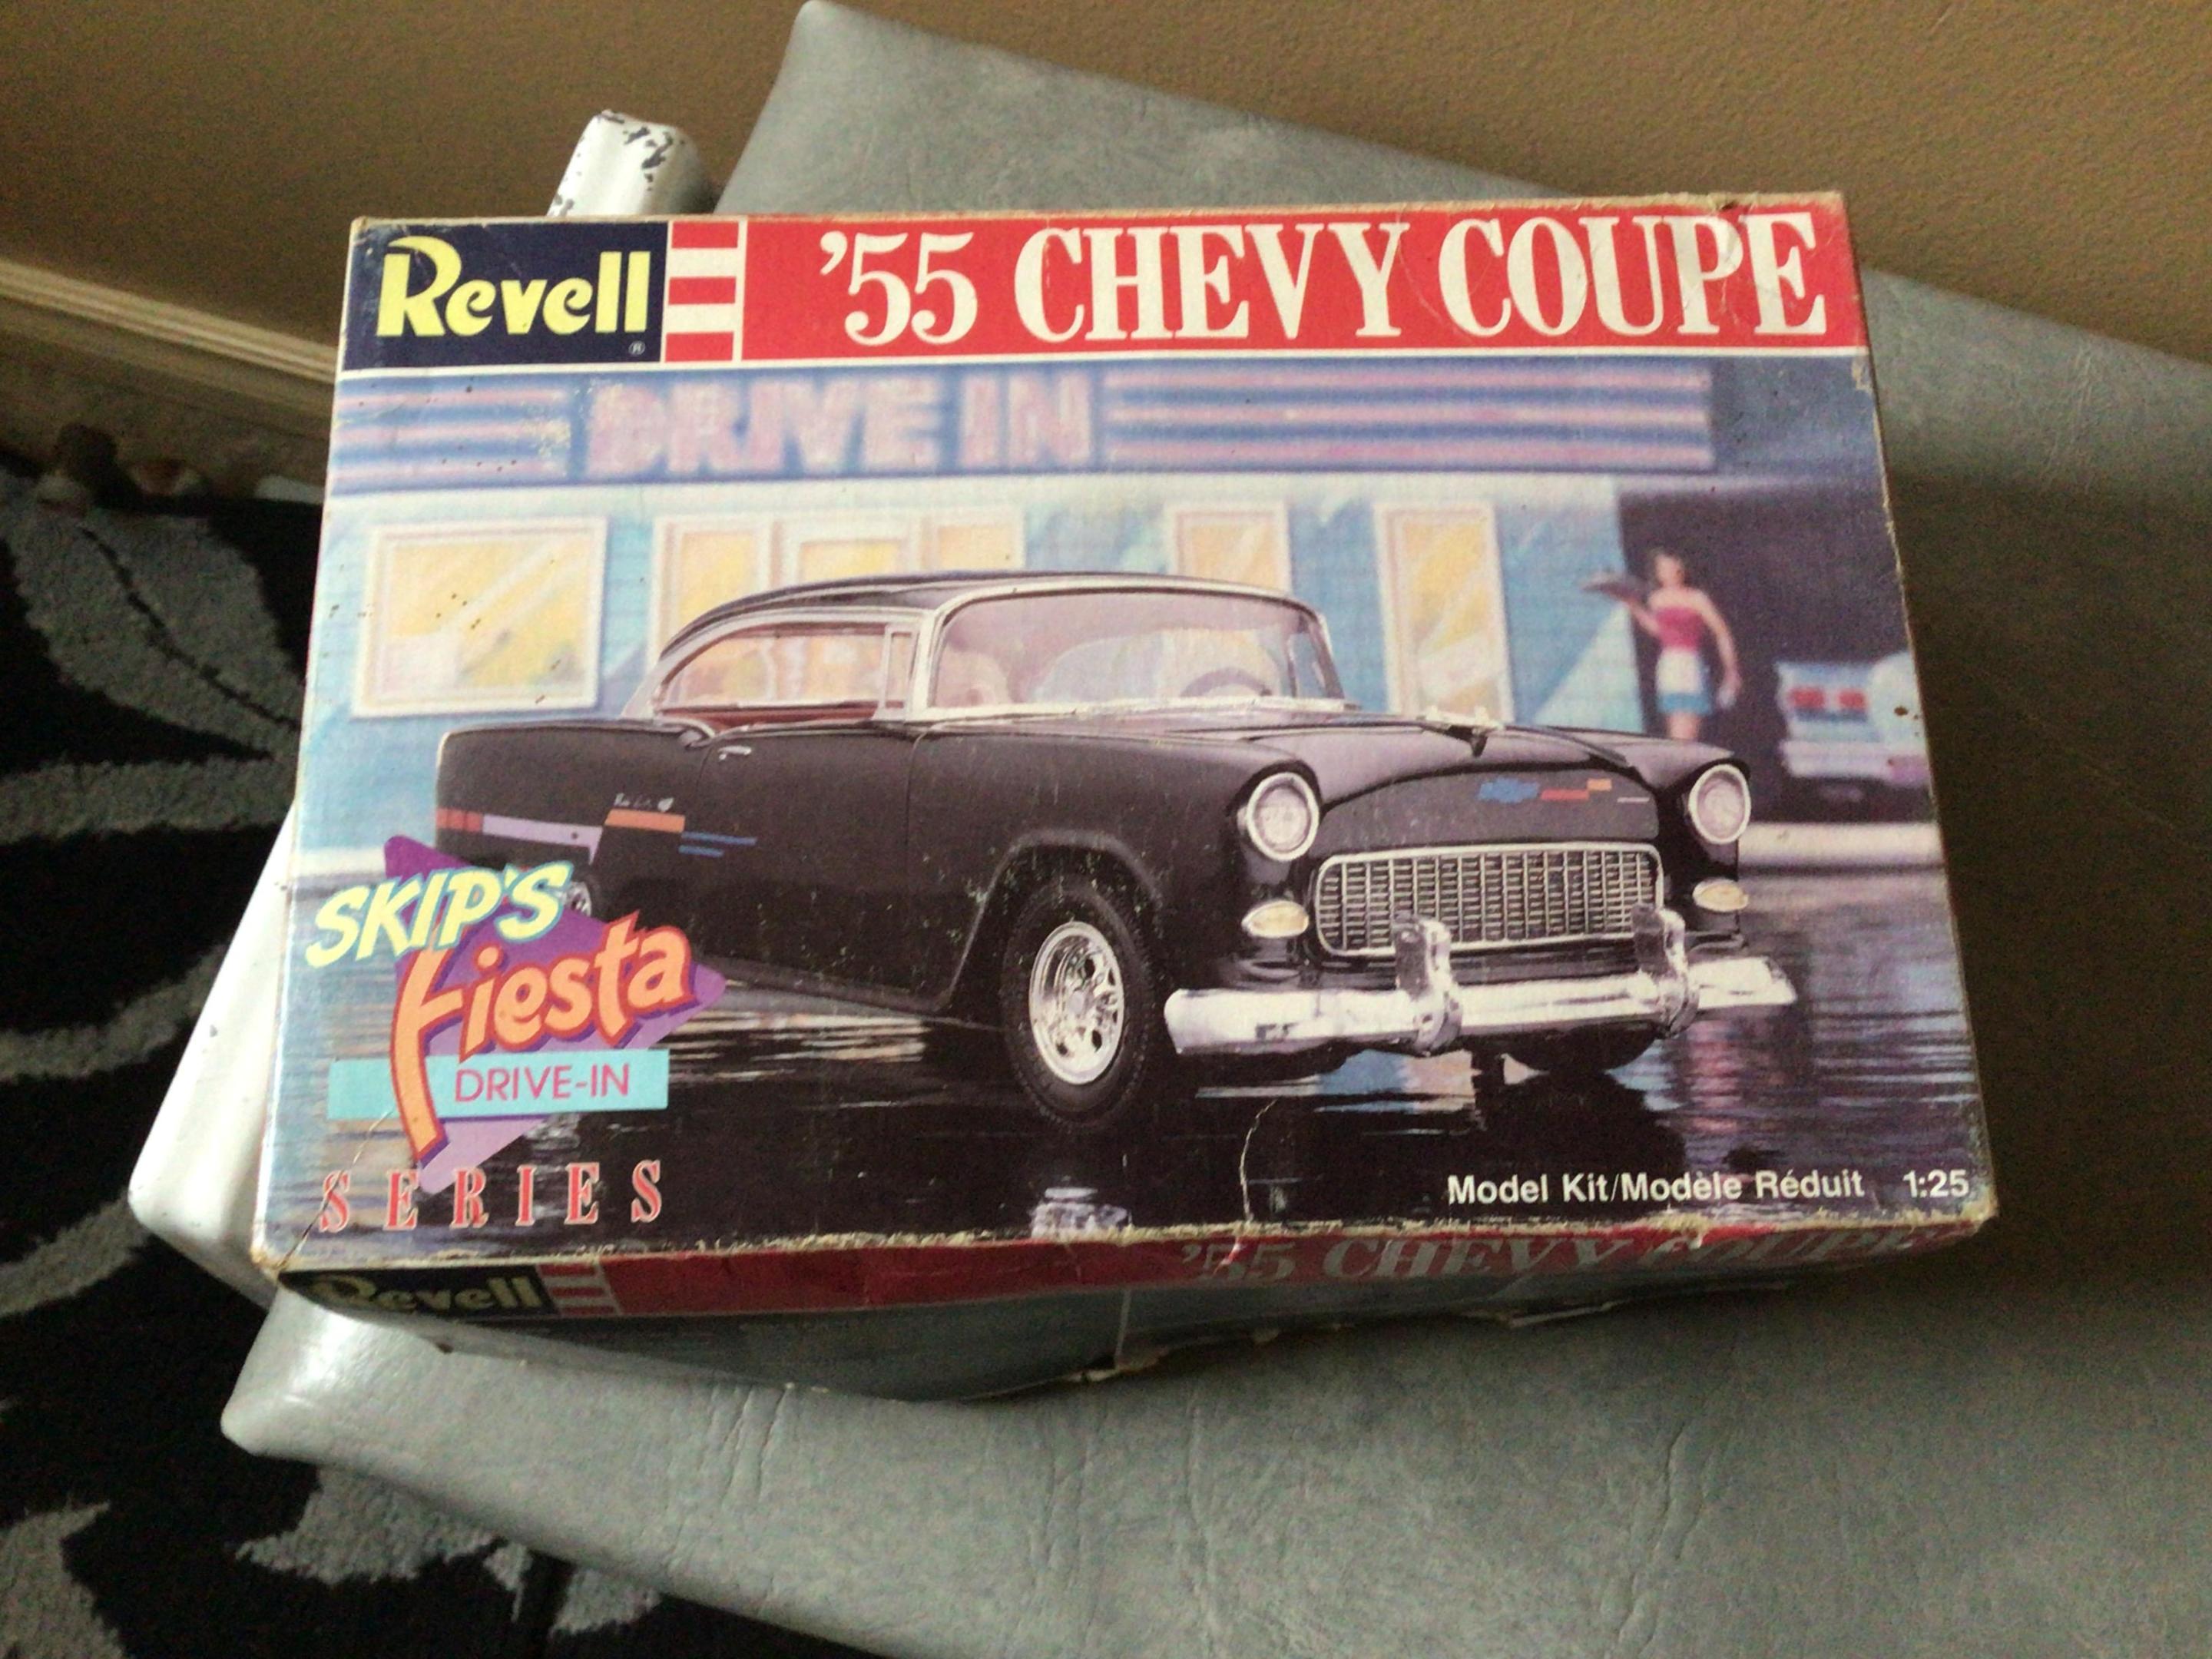 Revell ®
'55 CHEVY COUPE
DRIVE IN
SKIP'S
Fiesta
DRIVE-IN
SERIES
Model Kit/Modèle Réduit 1:25
Revell
'55 CHEVY COUPE